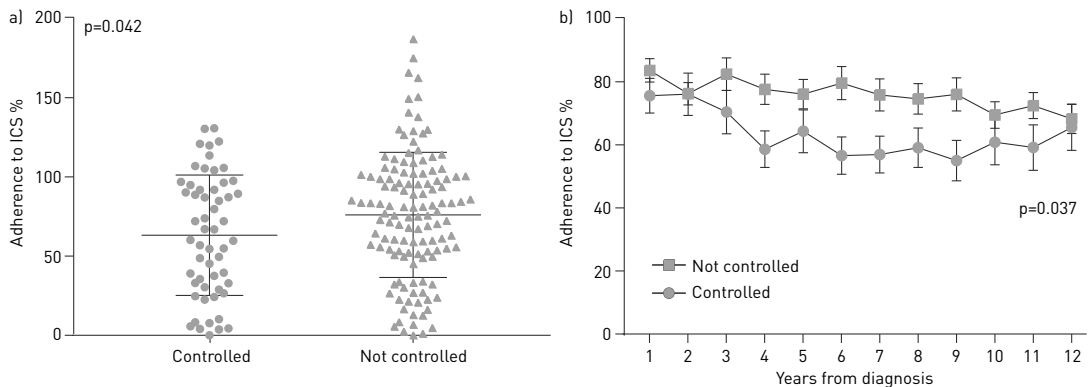 a)
200
150
100
50
0
Adherence to ICS %
p=0.042
Controlled
Not controlled
b)
100
80
60
40
20
0
Adherence to ICS %
p=0.037
Not controlled
Controlled
1 2 3 4 5 6 7 8 9 10 11 12
Years from diagnosis